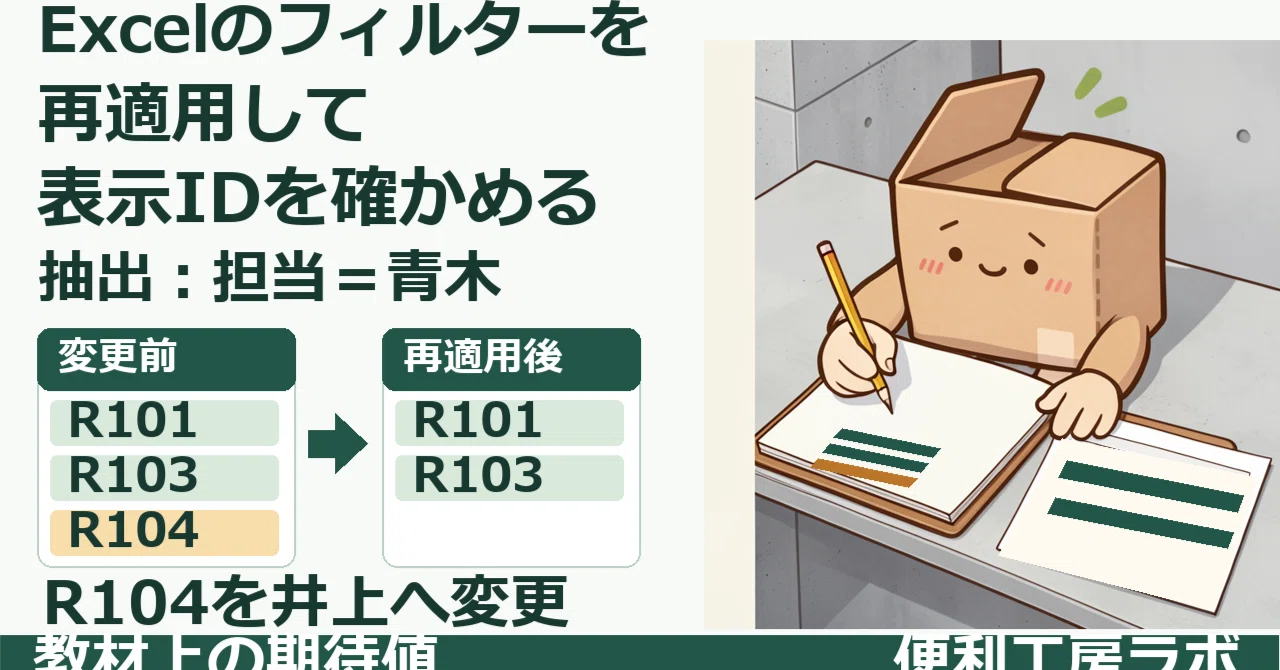 Excelのフィルターを
再適用して
表示IDを確かめる
抽出：担当＝青木
変更前
R101
R103
R104
再適用後
R101
R103
R104を井上へ変更
教材上の期待値
便利工房ラボ